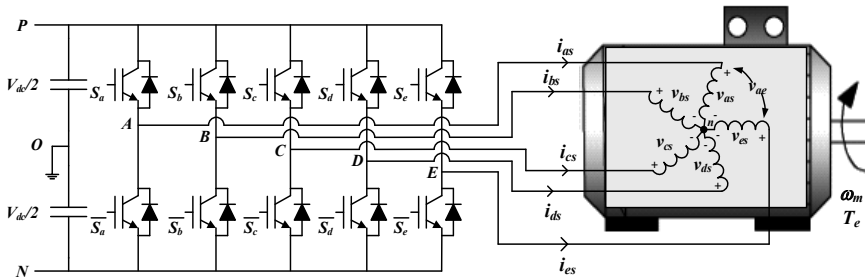 P
V_dc/2
O
V_dc/2
N
S_a S_b S_c S_d S_e
A
B
C
D
E
S̅_a S̅_b S̅_c S̅_d S̅_e
i_as
i_bs
i_cs
i_ds
i_es
+ + + + +
- - - - -
v_as
v_bs
v_cs
v_ds
v_es
v_ae
n
ω_m
T_e